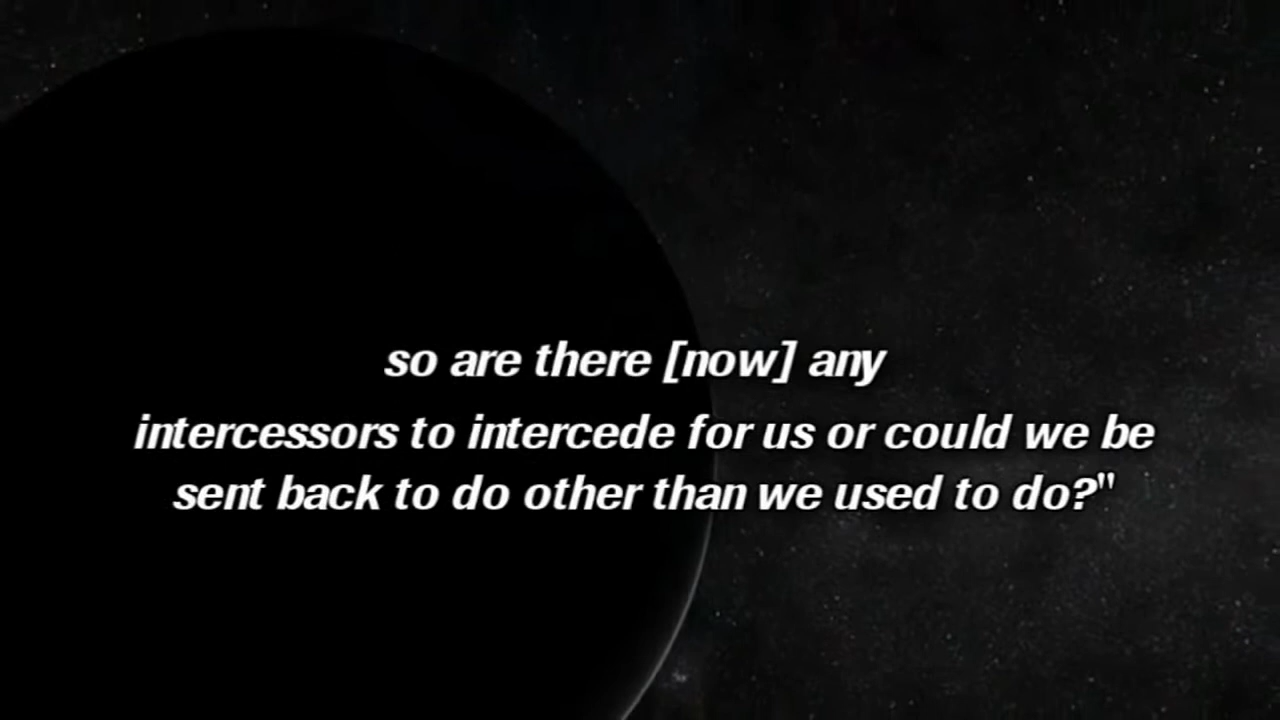 so are there [now] any
intercessors to intercede for us or could we be
sent back to do other than we used to do?"